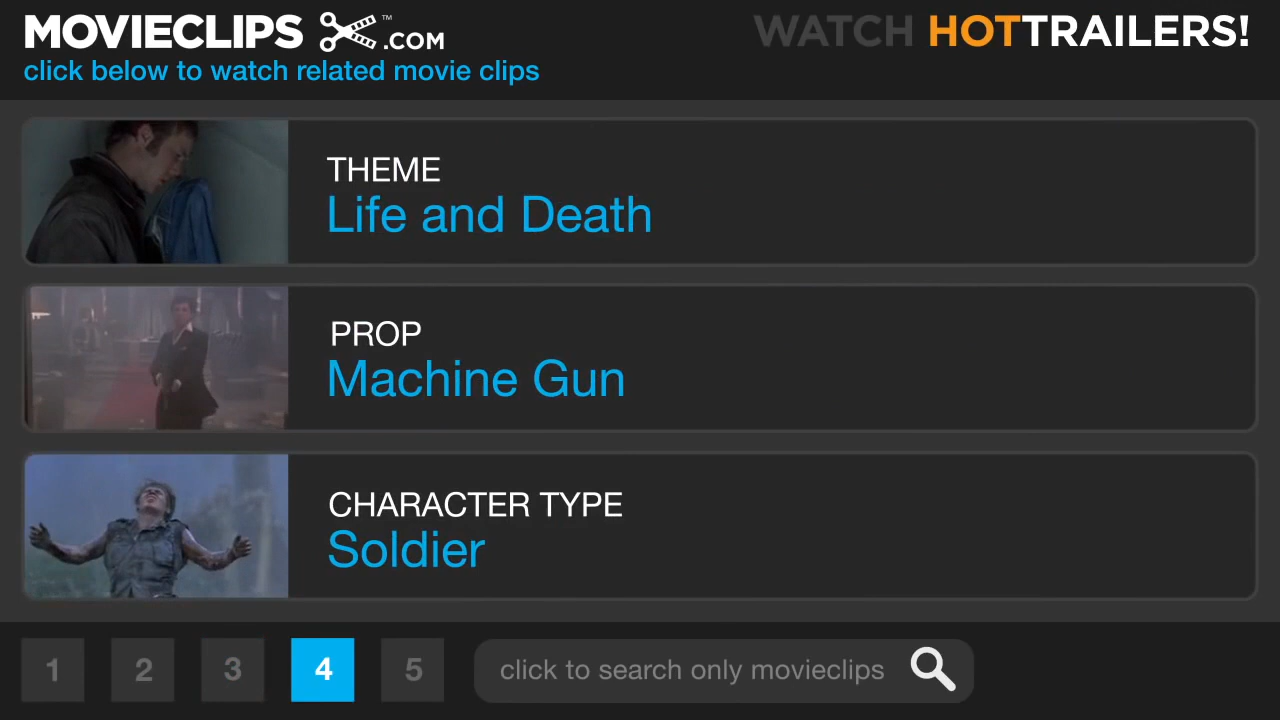 MOVIECLIPS ™.COM
WATCH HOTTRAILERS!
click below to watch related movie clips
THEME
Life and Death
PROP
Machine Gun
CHARACTER TYPE
Soldier
1 2 3 4 5 click to search only movieclips